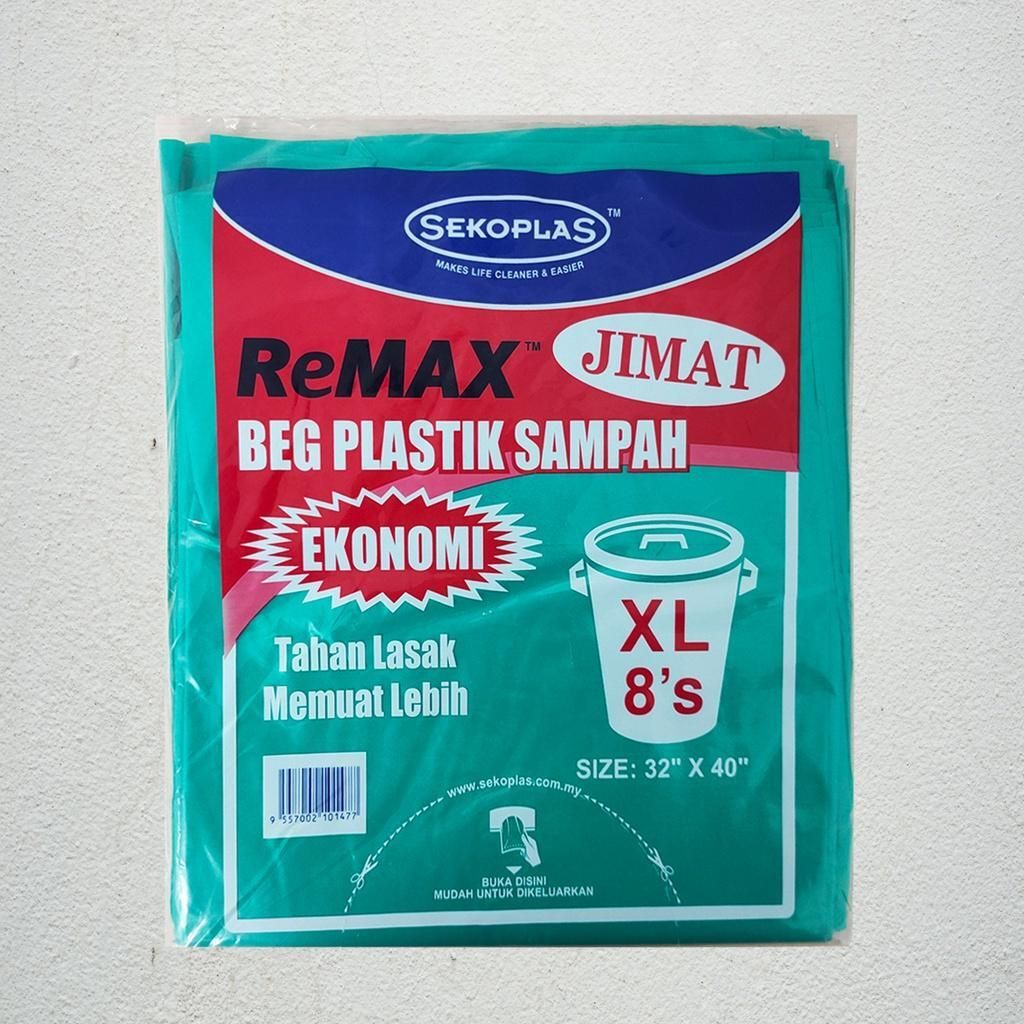 SEKOPLAS™
MAKES LIFE CLEANER & EASIER
ReMAX™
JIMAT
BEG PLASTIK SAMPAH
EKONOMI
XL
8's
Tahan Lasak
Memuat Lebih
SIZE: 32" X 40"
www.sekoplas.com.my
9 557002 101477
BUKA DISINI
MUDAH UNTUK DIKELUARKAN